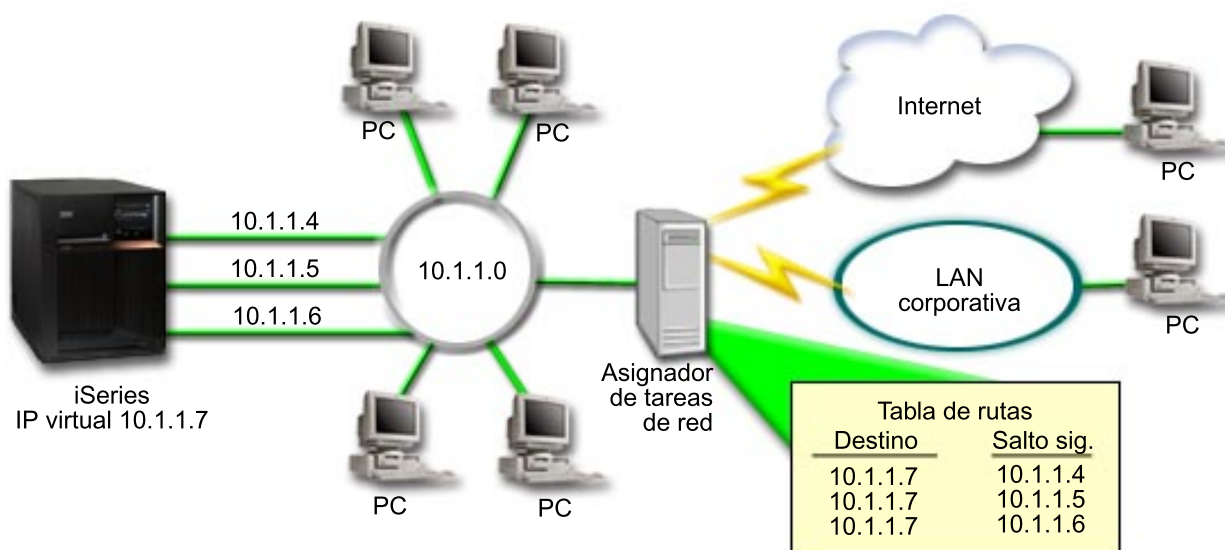 PC
PC
Internet
PC
10.1.1.4
10.1.1.5
10.1.1.6
10.1.1.0
LAN
corporativa
PC
iSeries
IP virtual 10.1.1.7
Asignador
de tareas
de red
PC
PC
Tabla de rutas
Destino Salto sig.
10.1.1.7 10.1.1.4
10.1.1.7 10.1.1.5
10.1.1.7 10.1.1.6